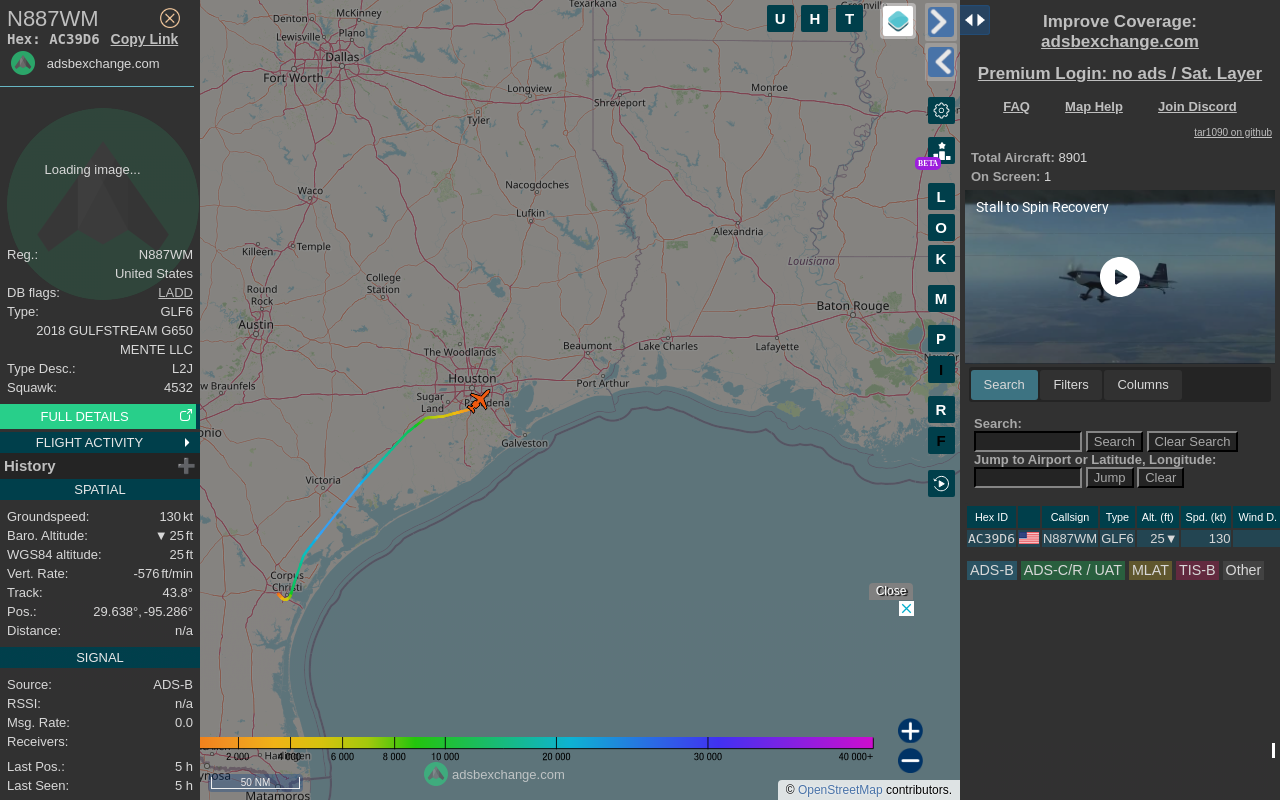 N887WM
Hex: AC39D6 Copy Link
adsbexchange.com
Loading image...
Reg.: N887WM
United States
DB flags: LADD
Type: GLF6
2018 GULFSTREAM G650
MENTE LLC
Type Desc.: L2J
Squawk: 4532
FULL DETAILS
FLIGHT ACTIVITY
History
SPATIAL
Groundspeed: 130 kt
Baro. Altitude: ▼ 25 ft
WGS84 altitude: 25 ft
Vert. Rate: -576 ft/min
Track: 43.8°
Pos.: 29.638°, -95.286°
Distance: n/a
SIGNAL
Source: ADS-B
RSSI: n/a
Msg. Rate: 0.0
Receivers:
Last Pos.: 5 h
Last Seen: 5 h
Texarkana
Greenville
McKinney
Denton
Plano
Lewisville
Dallas
Fort Worth
Longview
Monroe
Shreveport
Tyler
Waco
Nacogdoches
Lufkin
Alexandria
Killeen
Temple
Louisiana
College
Station
Round
Rock
Baton Rouge
Austin
Beaumont
Lake Charles
Lafayette
The Woodlands
Houston
Port Arthur
w Braunfels
Sugar
Land
onio
Galveston
Victoria
Corpus
Christi
Matamoros
U H T
BETA
L
O
K
M
P
I
R
F
Close
2 000 4 000 6 000 8 000 10 000 20 000 30 000 40 000+
50 NM
adsbexchange.com
© OpenStreetMap contributors.
Improve Coverage:
adsbexchange.com
Premium Login: no ads / Sat. Layer
FAQ Map Help Join Discord
tar1090 on github
Total Aircraft: 8901
On Screen: 1
Stall to Spin Recovery
Search Filters Columns
Search:
Search Clear Search
Jump to Airport or Latitude, Longitude:
Jump Clear
Hex ID Callsign Type Alt. (ft) Spd. (kt) Wind D.
AC39D6 N887WM GLF6 25▼ 130
ADS-B ADS-C/R / UAT MLAT TIS-B Other